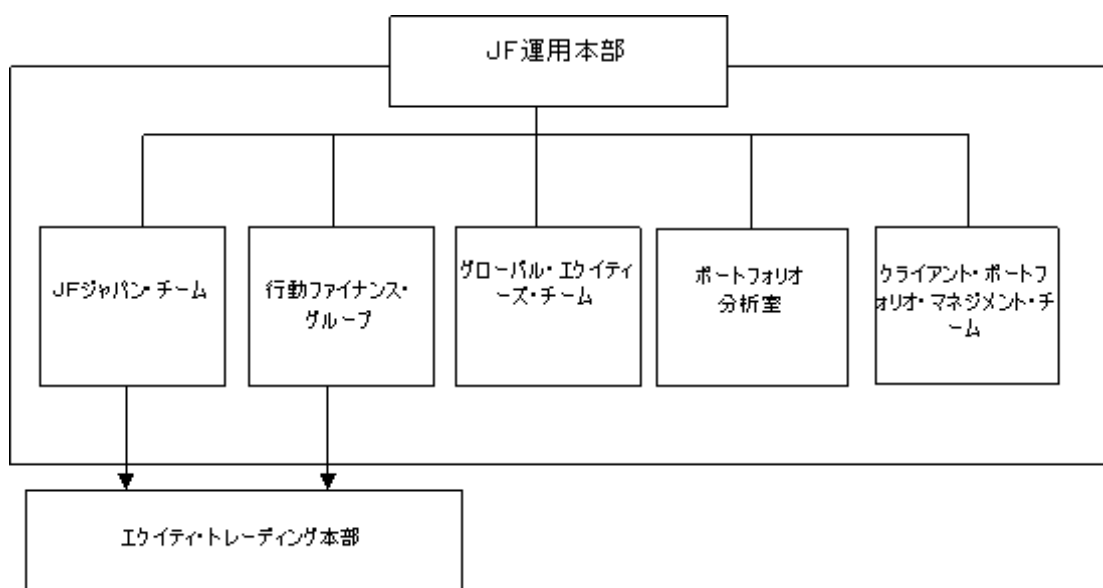 JF運用本部
JFジャパン・チーム
行動ファイナンス・
グループ
グローバル・エクイティ
ーズ・チーム
ポートフォリオ
分析室
クライアント・ポートフ
ォリオ・マネジメント・チ
ーム
エクイティ・トレーディング本部